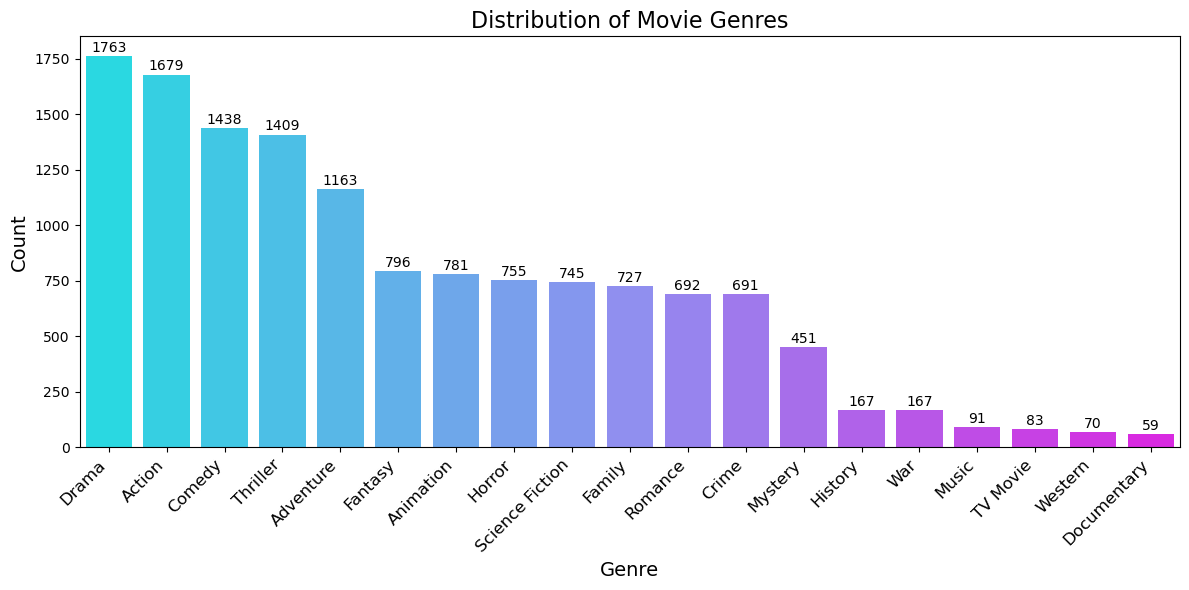 Distribution of Movie Genres
Count
1750
1500
1250
1000
750
500
250
0
1763
1679
1438
1409
1163
796
781
755
745
727
692
691
451
167
167
91
83
70
59
Drama
Action
Comedy
Thriller
Adventure
Fantasy
Animation
Horror
Science Fiction
Family
Romance
Crime
Mystery
History
War
Music
TV Movie
Western
Documentary
Genre